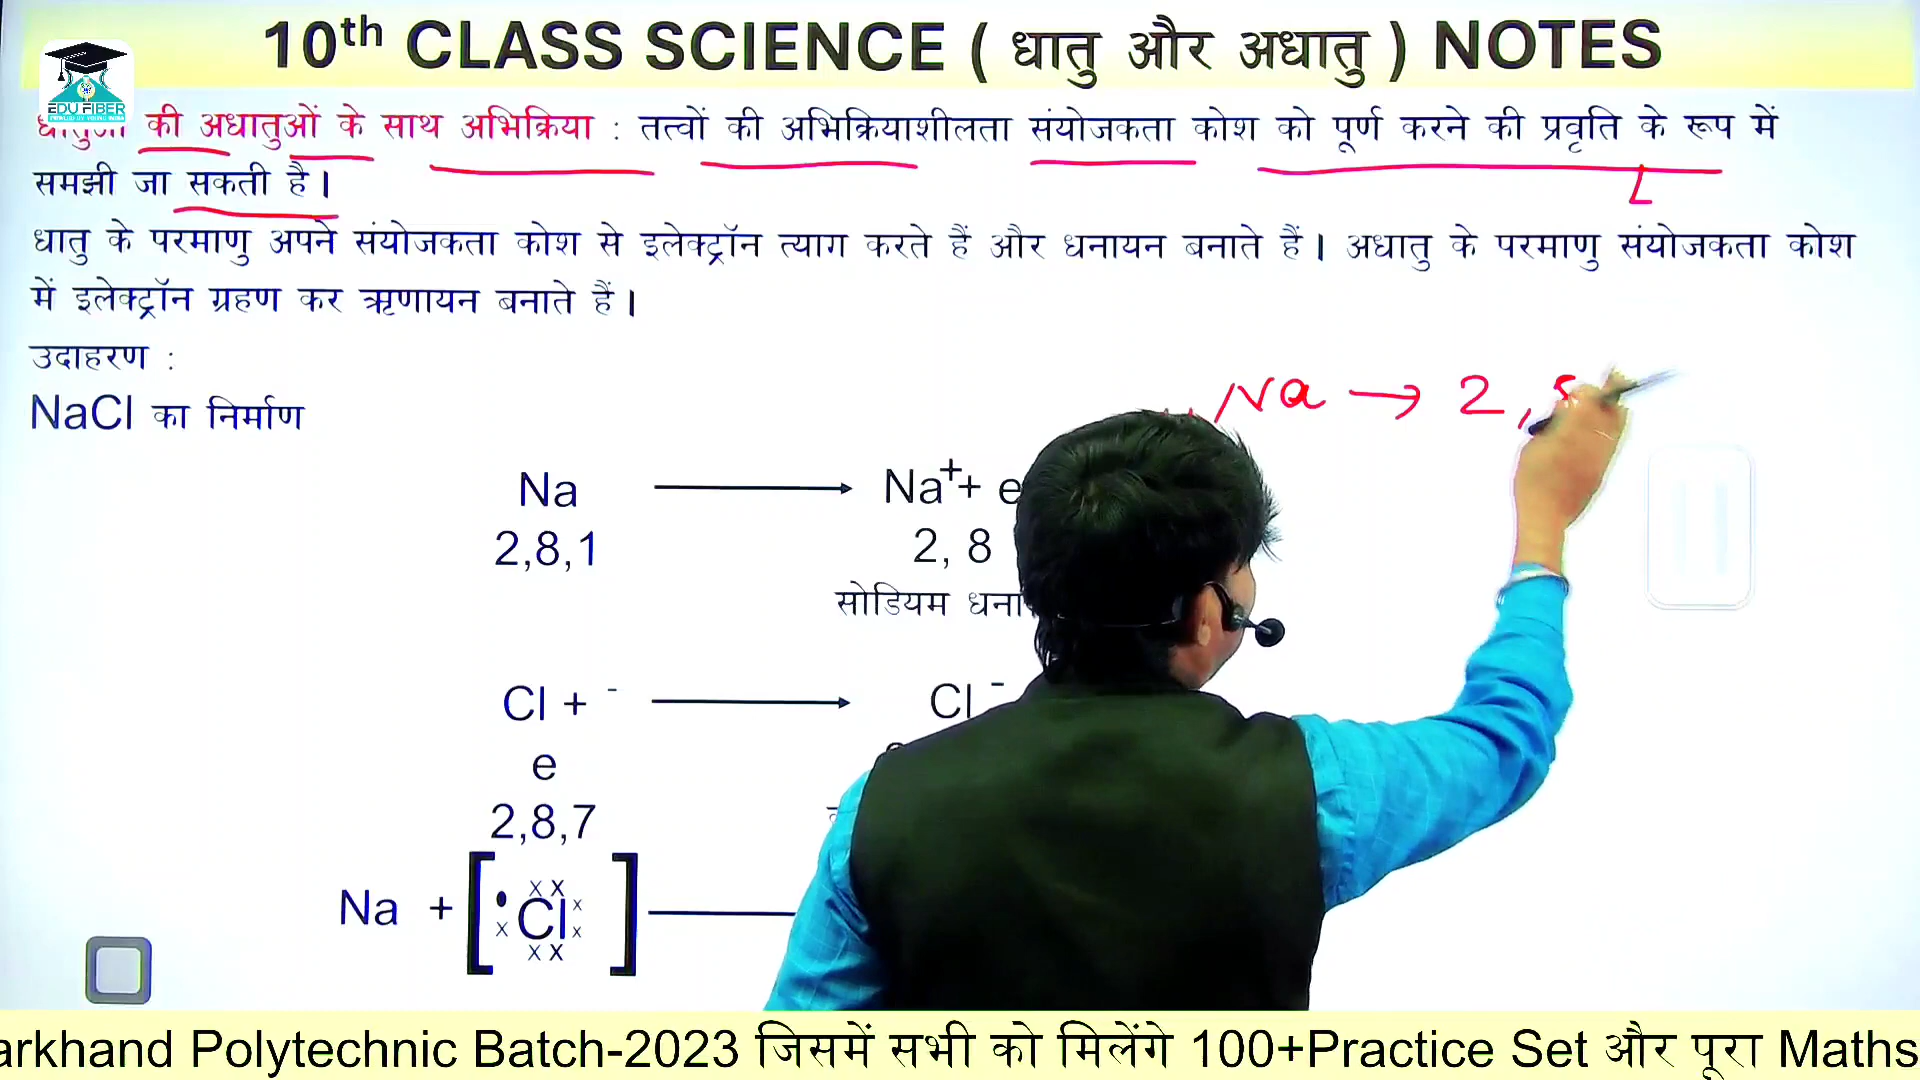 10th CLASS SCIENCE ( धातु और अधातु ) NOTES
EDU FIBER
धातुओं की अधातुओं के साथ अभिक्रिया : तत्वों की अभिक्रियाशीलता संयोजकता कोश को पूर्ण करने की प्रवृति के रूप में
समझी जा सकती है।
धातु के परमाणु अपने संयोजकता कोश से इलेक्ट्रॉन त्याग करते हैं और धनायन बनाते हैं। अधातु के परमाणु संयोजकता कोश
में इलेक्ट्रॉन ग्रहण कर ऋणायन बनाते हैं।
उदाहरण :
NaCl का निर्माण
Na → 2,8
Na → Na⁺ + e
2,8,1 2, 8
सोडियम
Cl + ⁻ → Cl⁻
e
2,8,7
Na + [Cl]
arkhand Polytechnic Batch-2023 जिसमें सभी को मिलेंगे 100+Practice Set और पूरा Maths